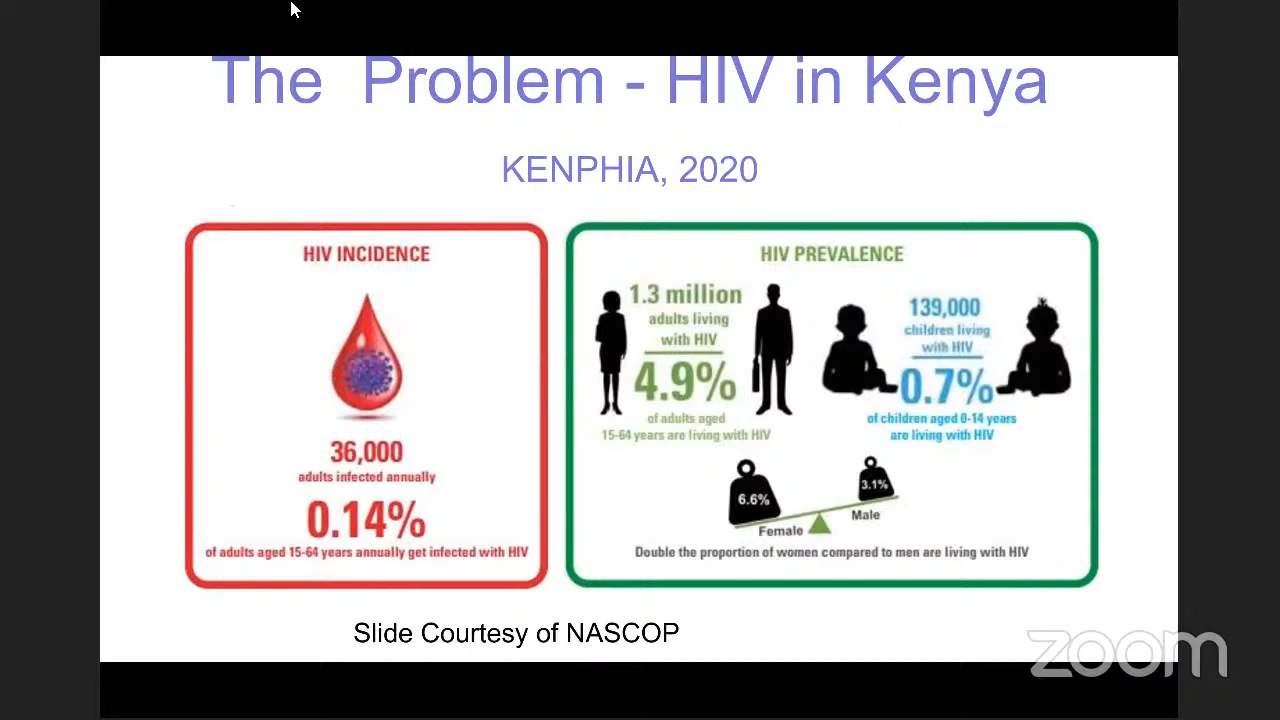 The Problem - HIV in Kenya
KENPHIA, 2020
HIV INCIDENCE
36,000
adults infected annually
0.14%
of adults aged 15-64 years annually get infected with HIV
HIV PREVALENCE
1.3 million
adults living
with HIV
4.9%
of adults aged
15-64 years are living with HIV
139,000
children living
with HIV
0.7%
of children aged 0-14 years
are living with HIV
6.6%
Female
3.1%
Male
Double the proportion of women compared to men are living with HIV
Slide Courtesy of NASCOP
zoom